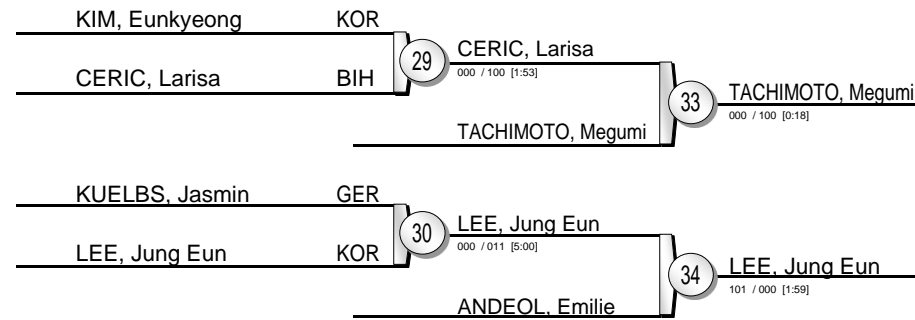 KIM, Eunkyeong KOR
CERIC, Larisa BIH
29
CERIC, Larisa
000 / 100 [1:53]
TACHIMOTO, Megumi
33
TACHIMOTO, Megumi
000 / 100 [0:18]
KUELBS, Jasmin GER
LEE, Jung Eun KOR
30
LEE, Jung Eun
000 / 011 [5:00]
ANDEOL, Emilie
34
LEE, Jung Eun
101 / 000 [1:59]